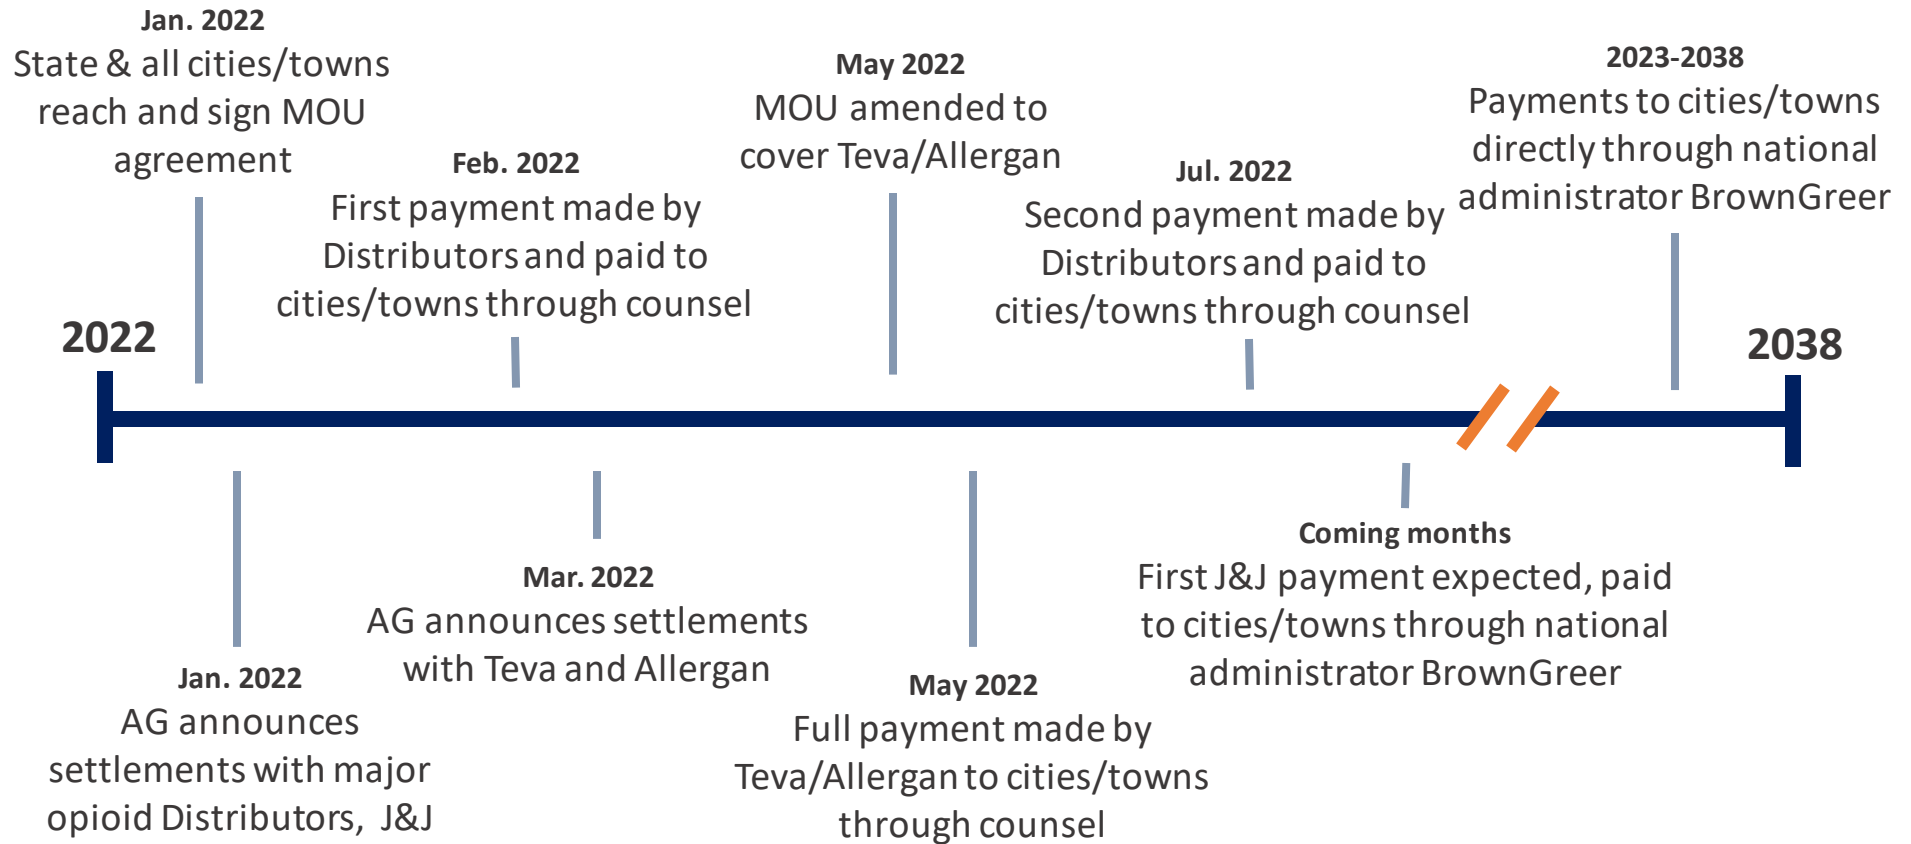 Jan. 2022
State & all cities/towns
reach and sign MOU
agreement
Feb. 2022
First payment made by
Distributors and paid to
cities/towns through counsel
May 2022
MOU amended to
cover Teva/Allergan
Jul. 2022
Second payment made by
Distributors and paid to
cities/towns through counsel
2023-2038
Payments to cities/towns
directly through national
administrator BrownGreer
2022
2038
Jan. 2022
AG announces
settlements with major
opioid Distributors, J&J
Mar. 2022
AG announces settlements
with Teva and Allergan
May 2022
Full payment made by
Teva/Allergan to cities/towns
through counsel
Coming months
First J&J payment expected, paid
to cities/towns through national
administrator BrownGreer